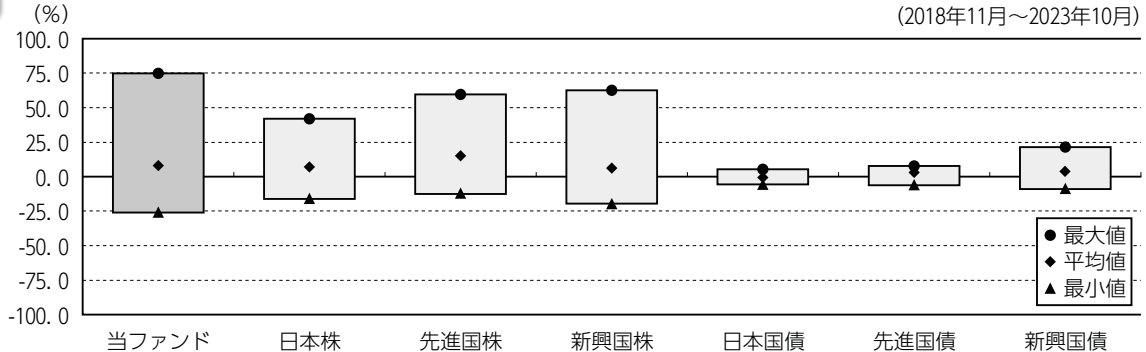 (%)
(2018年11月～2023年10月)
100. 0
75. 0
50. 0
25. 0
0. 0
-25. 0
-50. 0
-75. 0
-100. 0
● 最大値
◆ 平均値
▲ 最小値
当ファンド 日本株 先進国株 新興国株 日本国債 先進国債 新興国債